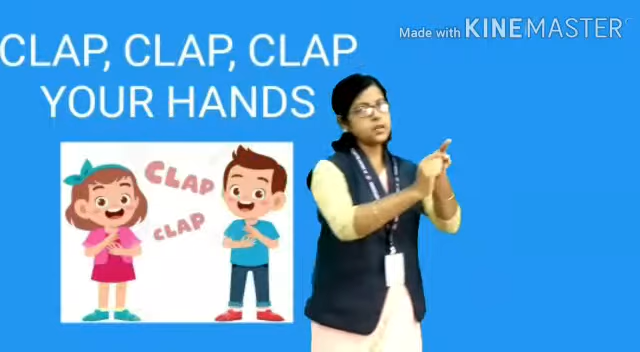 Made with KINEMASTER
CLAP, CLAP, CLAP
YOUR HANDS
CLAP
CLAP